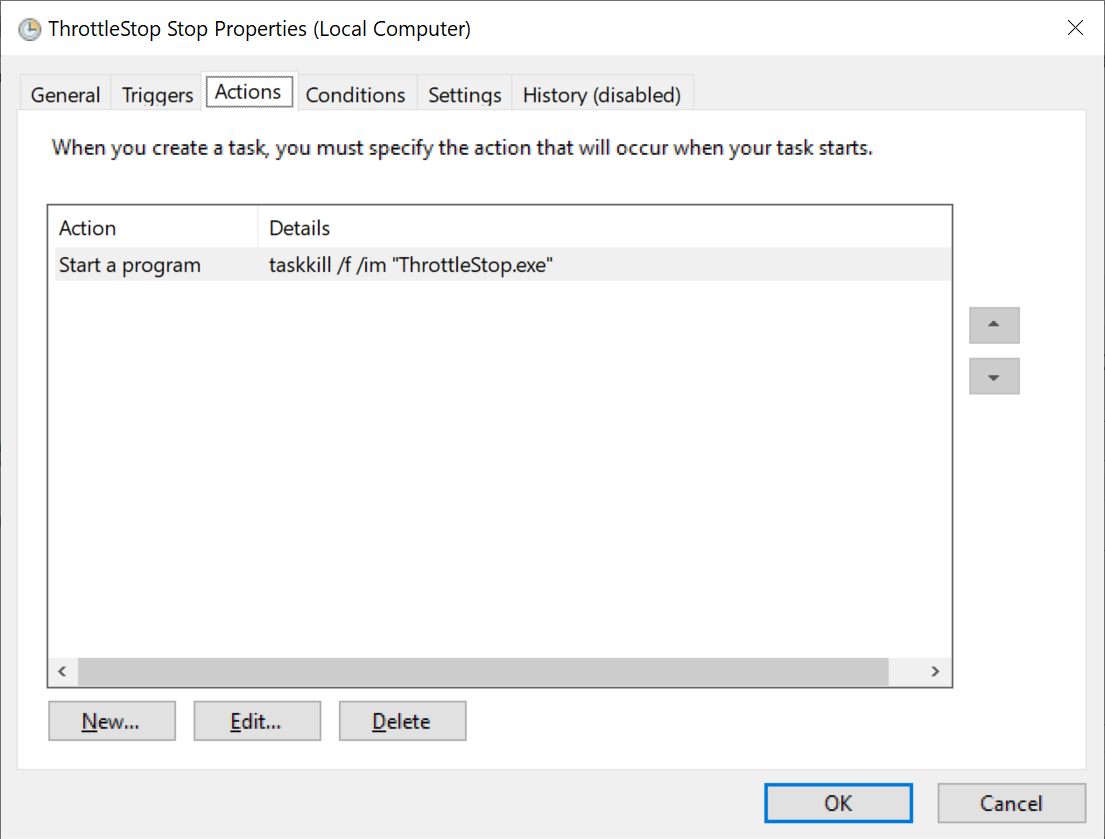 ThrottleStop Stop Properties (Local Computer)
General Triggers Actions Conditions Settings History (disabled)
When you create a task, you must specify the action that will occur when your task starts.
Action Details
Start a program taskkill /f /im "ThrottleStop.exe"
New... Edit... Delete
OK Cancel